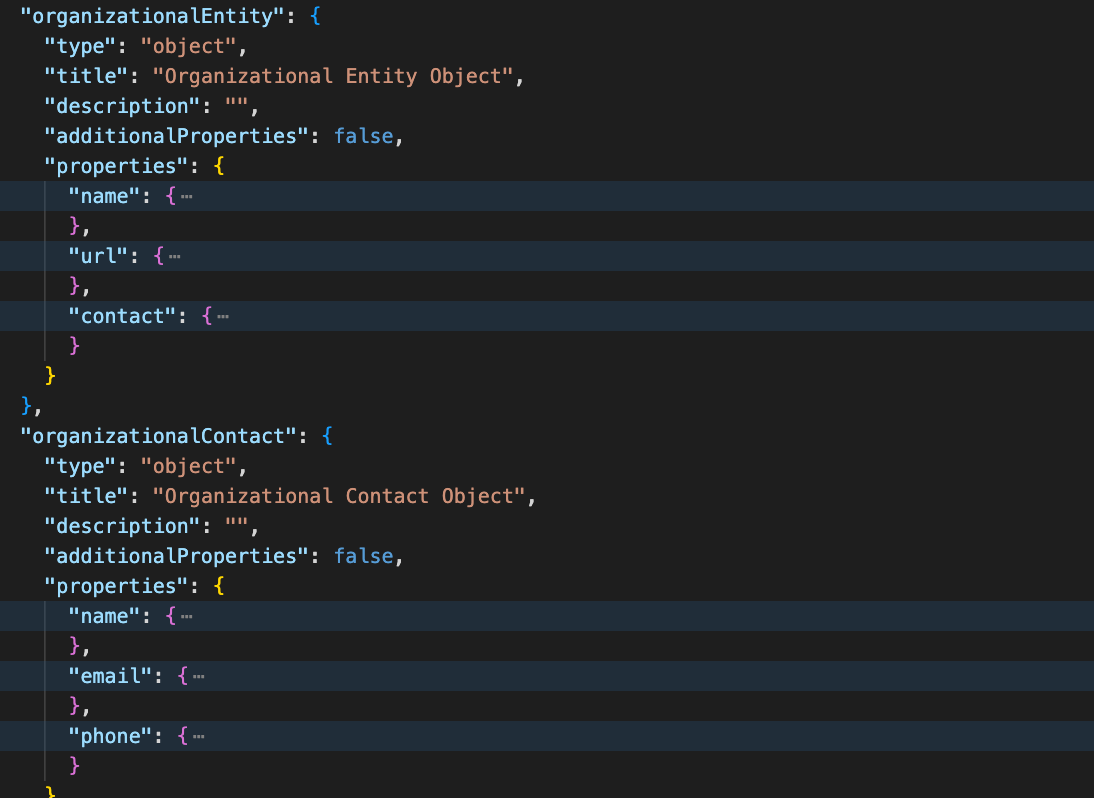 "organizationalEntity": {
  "type": "object",
  "title": "Organizational Entity Object",
  "description": "",
  "additionalProperties": false,
  "properties": {
    "name": {…
    },
    "url": {…
    },
    "contact": {…
    }
  }
},
"organizationalContact": {
  "type": "object",
  "title": "Organizational Contact Object",
  "description": "",
  "additionalProperties": false,
  "properties": {
    "name": {…
    },
    "email": {…
    },
    "phone": {…
    }
  }